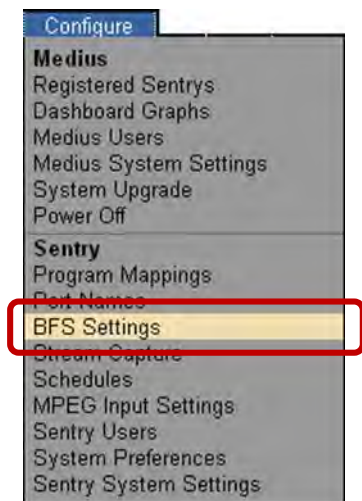 Configure
Medius
Registered Sentrys
Dashboard Graphs
Medius Users
Medius System Settings
System Upgrade
Power Off
Sentry
Program Mappings
Port Names
BFS Settings
Stream Capture
Schedules
MPEG Input Settings
Sentry Users
System Preferences
Sentry System Settings